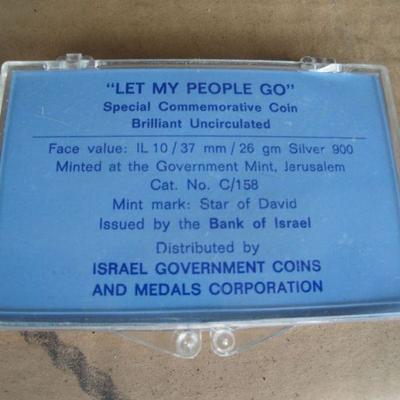 "LET MY PEOPLE GO"
Special Commemorative Coin
Brilliant Uncirculated
Face value: IL 10 / 37 mm / 26 gm Silver 900
Minted at the Government Mint, Jerusalem
Cat. No. C/158
Mint mark: Star of David
Issued by the Bank of Israel
Distributed by
ISRAEL GOVERNMENT COINS
AND MEDALS CORPORATION